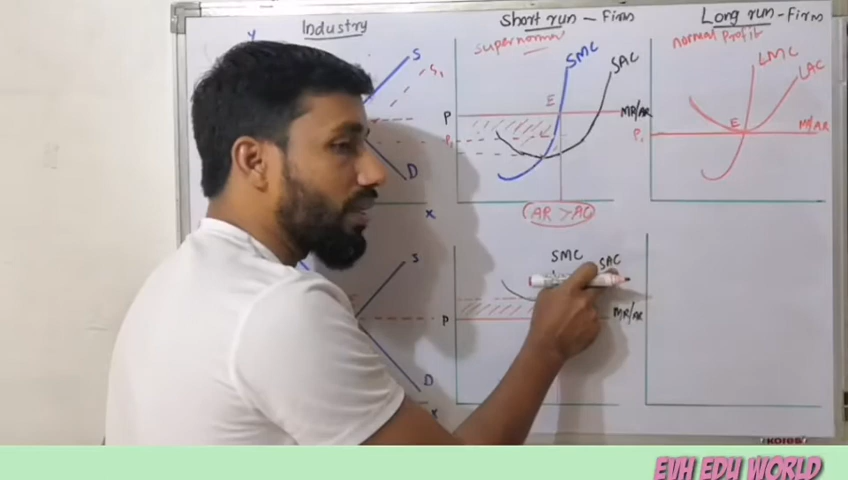 Industry
S
S1
D
X
Short run - Firm
supernormal
SMC
SAC
E
P
MR/AR
P1
AR > AC
Long run - Firm
normal Profit
LMC
LAC
E
MR/AR
P1
S
D
X
SMC
SAC
P
MR/AR
kores
EVH EDU WORLD